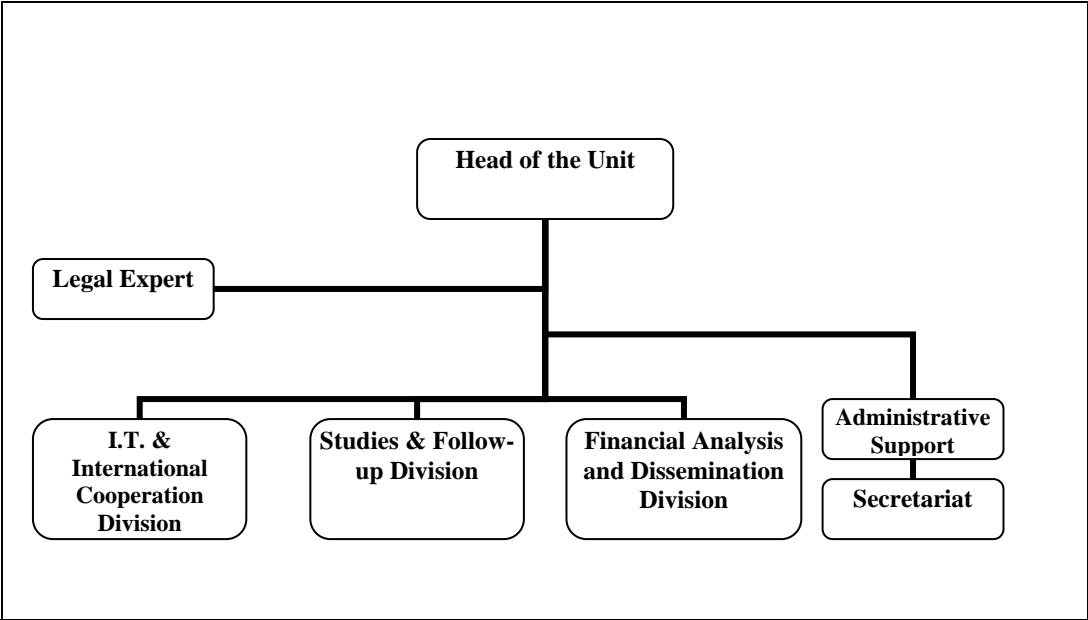 Head of the Unit
Legal Expert
I.T. &
International
Cooperation
Division
Studies & Follow-
up Division
Financial Analysis
and Dissemination
Division
Administrative
Support
Secretariat